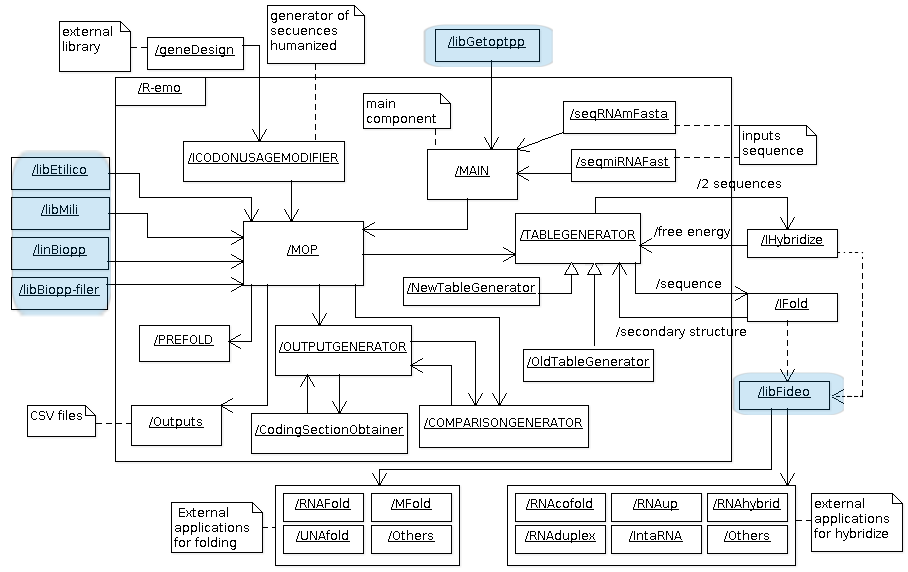 external
library
/geneDesign
generator of
secuences
humanized
/libGetoptpp
/R-emo
main
component
/seqRNAmFasta
inputs
sequence
/ICODONUSAGEMODIFIER
/MAIN
/seqmiRNAFast
/libEtilico
/2 sequences
/libMili
/MOP
/TABLEGENERATOR
/free energy
/IHybridize
/linBiopp
/libBiopp-filer
/NewTableGenerator
/sequence
/IFold
/PREFOLD
/OUTPUTGENERATOR
/secondary structure
/OldTableGenerator
/libFideo
CSV files
/Outputs
/CodingSectionObtainer
/COMPARISONGENERATOR
External
applications
for folding
/RNAFold
/MFold
/UNAfold
/Others
/RNAcofold
/RNAup
/RNAhybrid
/RNAduplex
/IntaRNA
/Others
external
applications
for hybridize